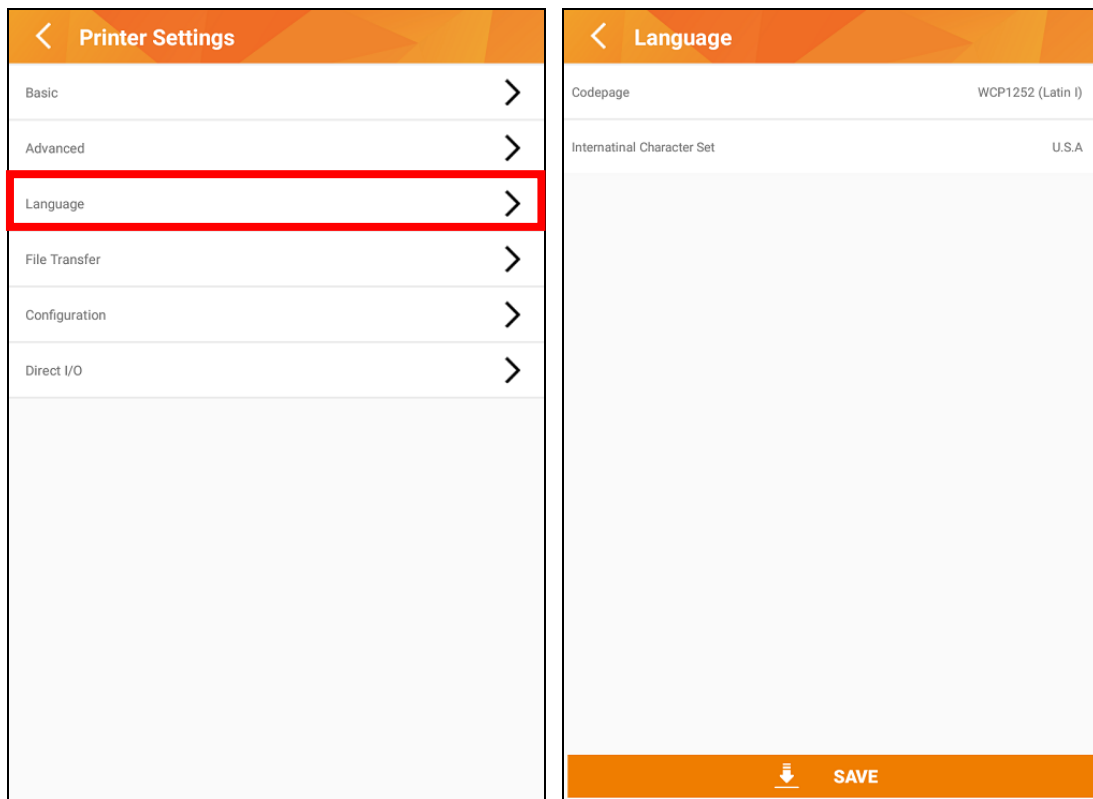 Printer Settings
Basic
Advanced
Language
File Transfer
Configuration
Direct I/O
Language
Codepage WCP1252 (Latin I)
Internatinal Character Set U.S.A
SAVE